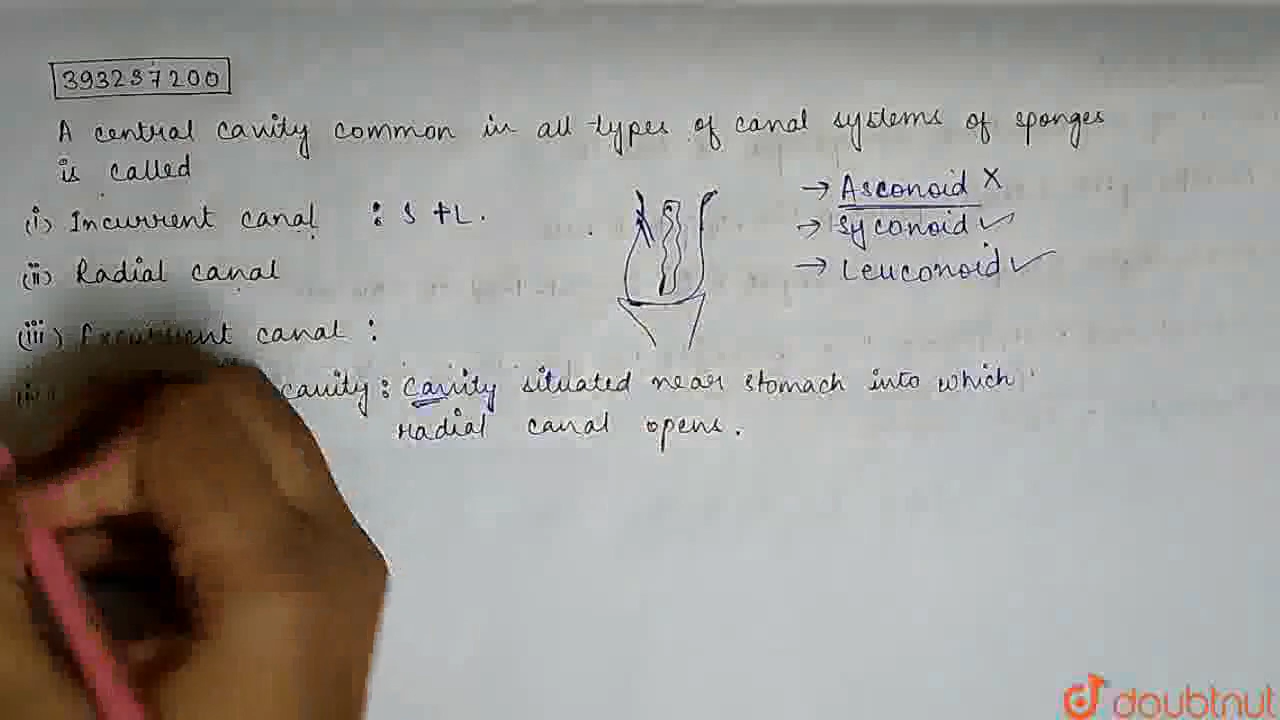 393237200
A central cavity common in all types of canal systems of sponges
is called
(i) Incurrent canal : S + L.
(ii) Radial canal
(iii) canal :
cavity : cavity situated near stomach into which
radial canal opens.
→ Asconoid X
→ Syconoid ✓
→ Leuconoid ✓
doubtnut